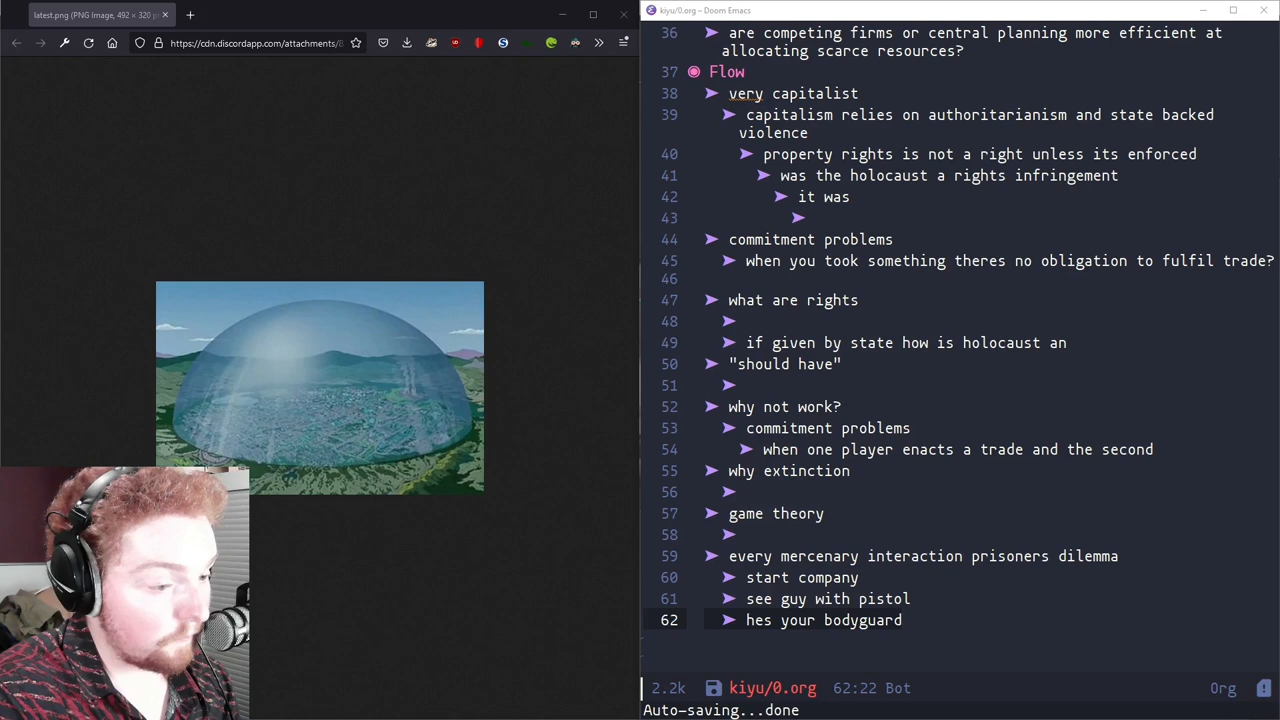 latest.png (PNG Image, 492 × 320 p
https://cdn.discordapp.com/attachments/8
kiyu/0.org – Doom Emacs
36 are competing firms or central planning more efficient at
allocating scarce resources?
37 Flow
38 very capitalist
39 capitalism relies on authoritarianism and state backed
violence
40 property rights is not a right unless its enforced
41 was the holocaust a rights infringement
42 it was
43
44 commitment problems
45 when you took something theres no obligation to fulfil trade?
46
47 what are rights
48
49 if given by state how is holocaust an
50 "should have"
51
52 why not work?
53 commitment problems
54 when one player enacts a trade and the second
55 why extinction
56
57 game theory
58
59 every mercenary interaction prisoners dilemma
60 start company
61 see guy with pistol
62 hes your bodyguard
2.2k kiyu/0.org 62:22 Bot Org
Auto-saving...done